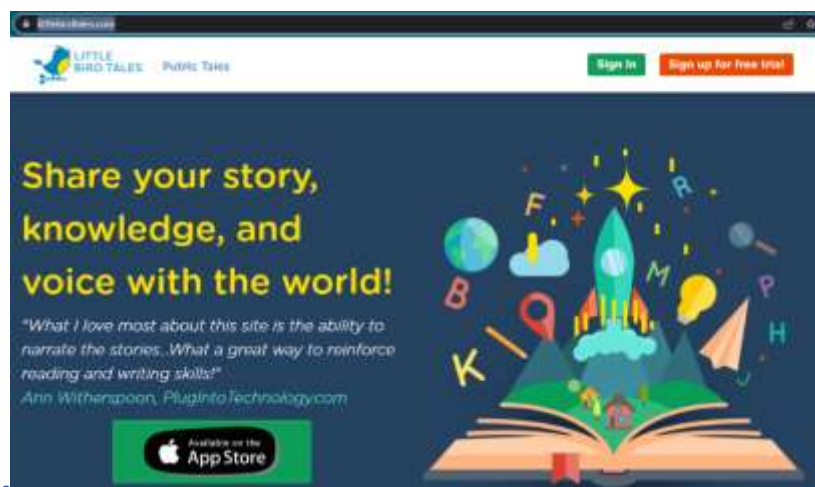 littlebirdtales.com
LITTLE
BIRD TALES
Public Tales
Sign In
Sign up for free trial
Share your story,
knowledge, and
voice with the world!
"What I love most about this site is the ability to
narrate the stories..What a great way to reinforce
reading and writing skills!"
Ann Witherspoon, PlugIntoTechnology.com
Available on the
App Store
F
R
B
M
P
H
K
J